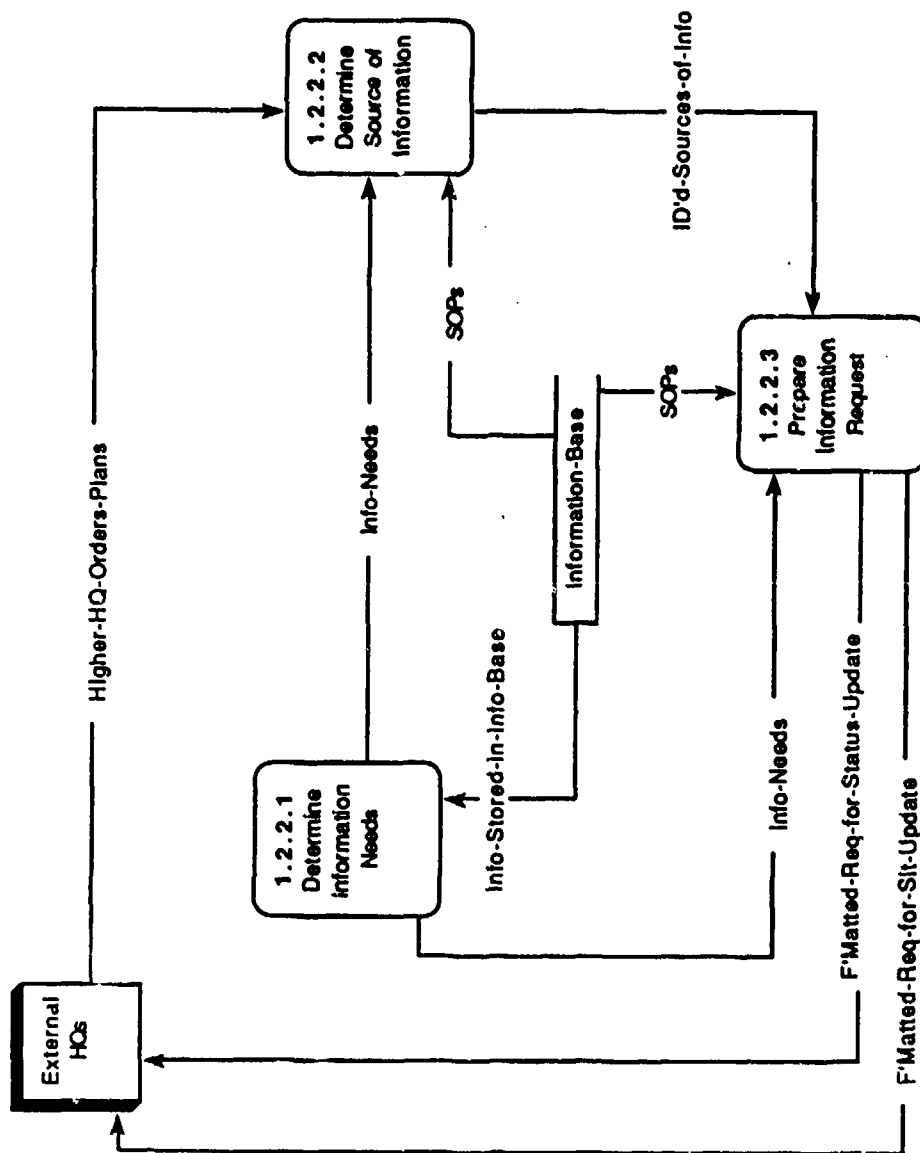 External
HQs
Higher-HQ-Orders-Plans
1.2.2.1
Determine
Information
Needs
Info-Needs
1.2.2.2
Determine
Source of
Information
Info-Stored-In-Info-Base
Information-Base
SOPs
SOPs
ID'd-Sources-of-Info
Info-Needs
1.2.2.3
Prepare
Information
Request
F'Matted-Req-for-Status-Update
F'Matted-Req-for-Sit-Update